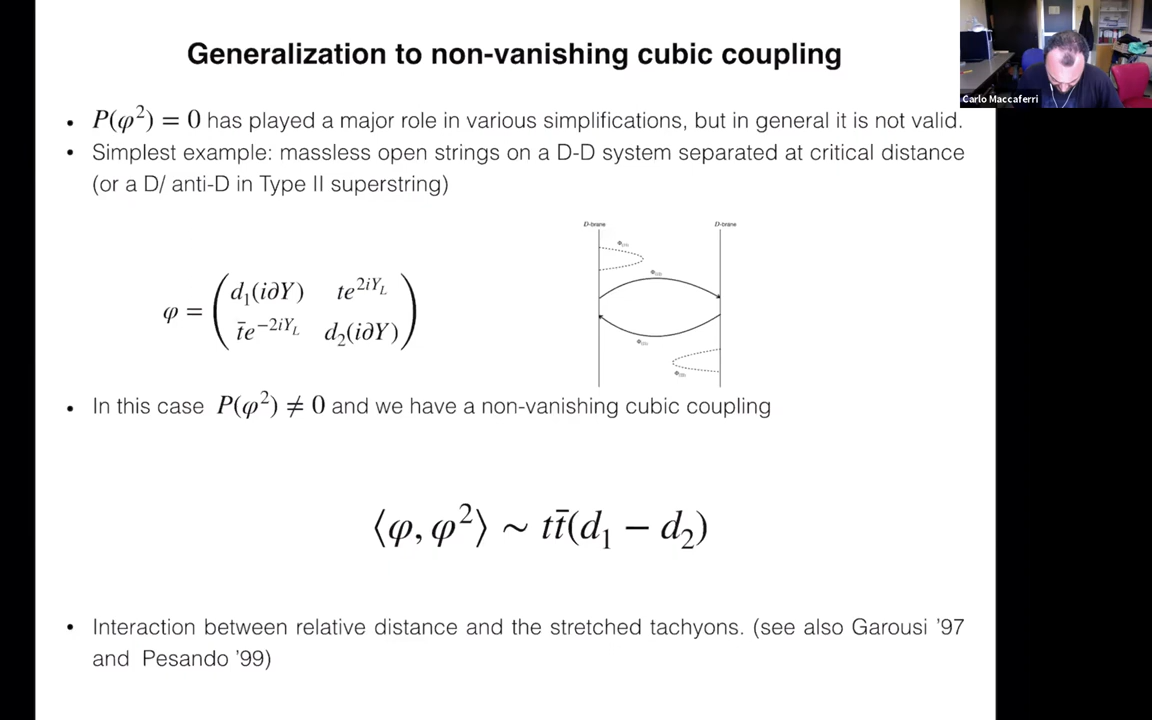 Generalization to non-vanishing cubic coupling
Carlo Maccaferri
• P(φ²) = 0 has played a major role in various simplifications, but in general it is not valid.
• Simplest example: massless open strings on a D-D system separated at critical distance
(or a D/ anti-D in Type II superstring)
D-brane D-brane
φ = ( d₁(i∂Y) te^{2iY_L}
t̄e^{−2iY_L} d₂(i∂Y) )
• In this case P(φ²) ≠ 0 and we have a non-vanishing cubic coupling
⟨φ, φ²⟩ ~ tt̄(d₁ − d₂)
• Interaction between relative distance and the stretched tachyons. (see also Garousi '97
and Pesando '99)